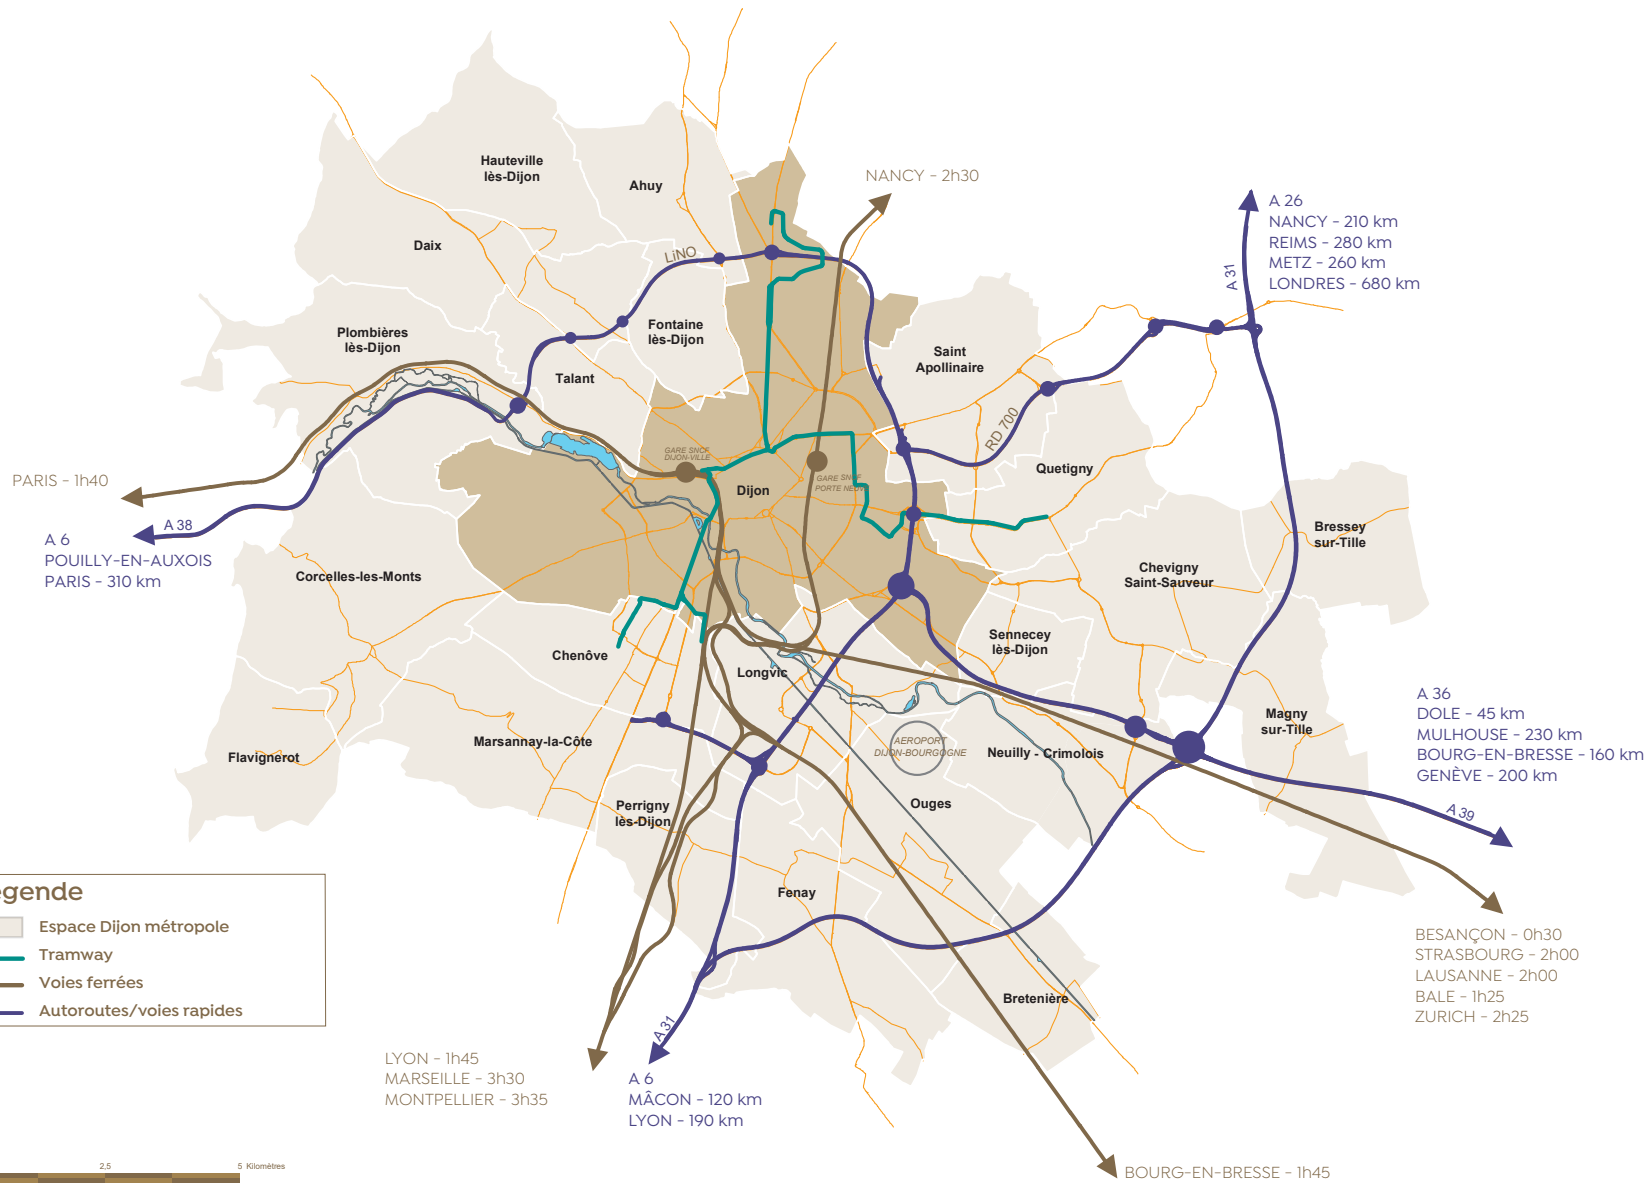 NANCY - 2h30
Hauteville
lès-Dijon
Ahuy
A 26
NANCY - 210 km
REIMS - 280 km
METZ - 260 km
LONDRES - 680 km
A 31
Daix
LiNO
Plombières
lès-Dijon
Fontaine
lès-Dijon
Talant
Saint
Apollinaire
RD 700
Quetigny
GARE SNCF
DIJON-VILLE
Dijon
GARE SNCF
PORTE NEUVE
PARIS - 1h40
A 38
A 6
POUILLY-EN-AUXOIS
PARIS - 310 km
Bressey
sur-Tille
Corcelles-les-Monts
Chevigny
Saint-Sauveur
Sennecey
lès-Dijon
Chenôve
Longvic
A 36
DOLE - 45 km
MULHOUSE - 230 km
BOURG-EN-BRESSE - 160 km
GENÈVE - 200 km
A 39
Magny
sur-Tille
Flavignerot
Marsannay-la-Côte
AEROPORT
DIJON-BOURGOGNE
Neuilly - Crimolois
Ouges
Perrigny
lès-Dijon
Fenay
égende
Espace Dijon métropole
Tramway
Voies ferrées
Autoroutes/voies rapides
BESANÇON - 0h30
STRASBOURG - 2h00
LAUSANNE - 2h00
BALE - 1h25
ZURICH - 2h25
Bretenière
A 31
LYON - 1h45
MARSEILLE - 3h30
MONTPELLIER - 3h35
A 6
MÂCON - 120 km
LYON - 190 km
2,5
5 Kilomètres
BOURG-EN-BRESSE - 1h45